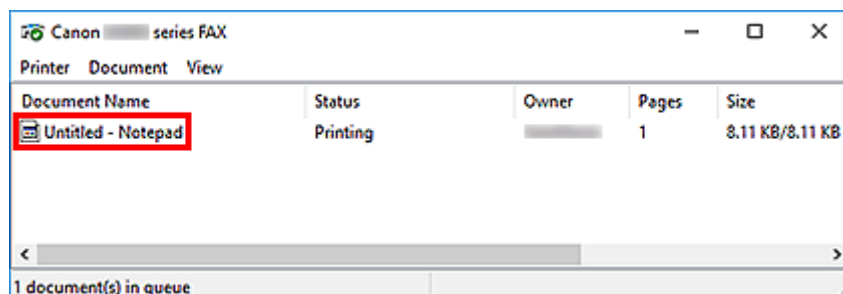 Canon series FAX
Printer Document View
Document Name Status Owner Pages Size
Untitled - Notepad Printing 1 8.11 KB/8.11 KB
1 document(s) in queue